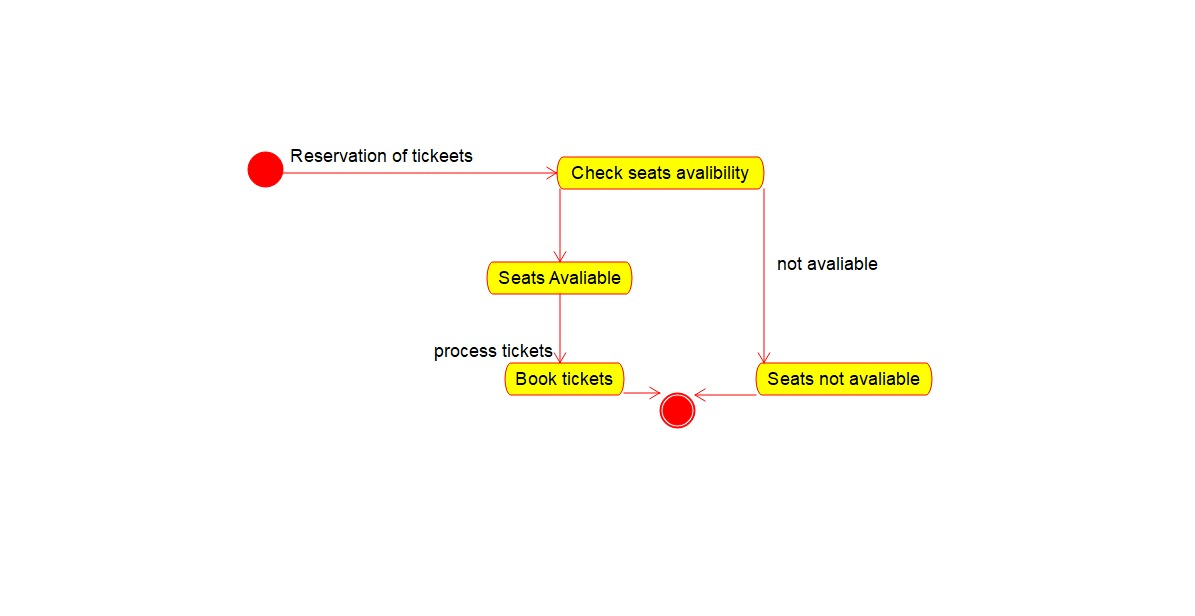 Reservation of tickeets
Check seats avalibility
Seats Avaliable
not avaliable
process tickets
Book tickets
Seats not avaliable